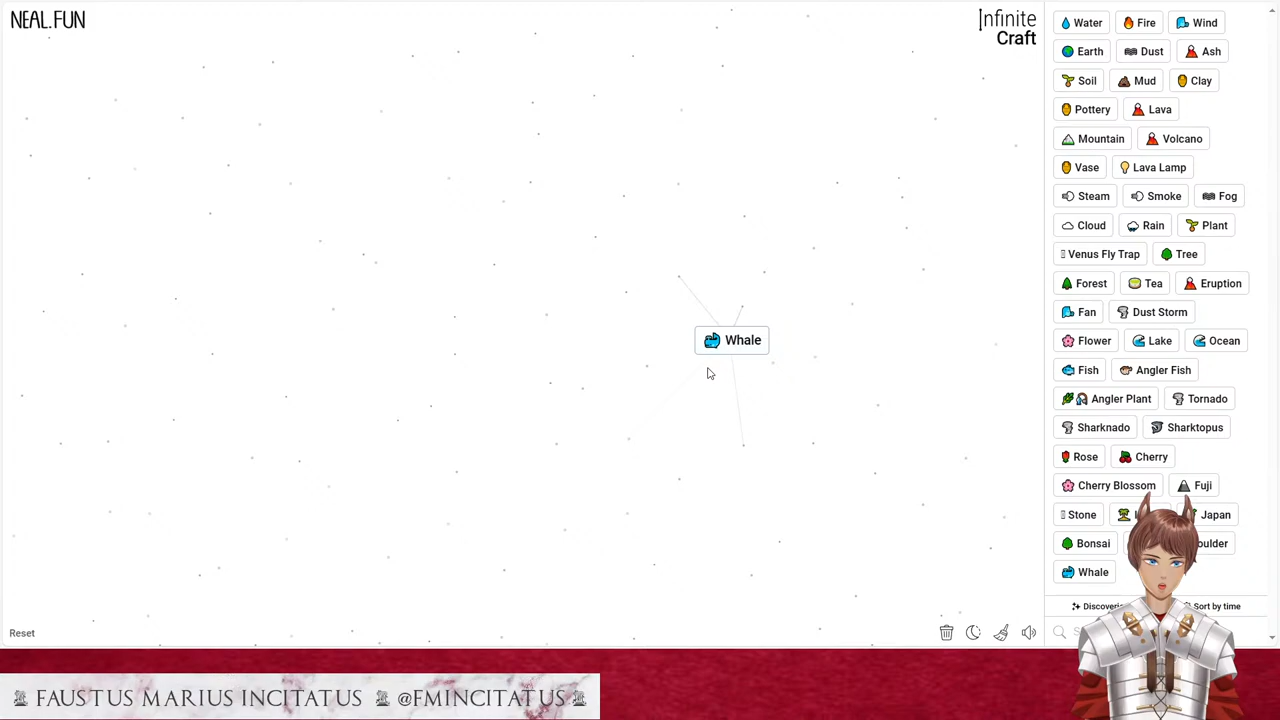 NEAL.FUN
Infinite
Craft
Water Fire Wind
Earth Dust Ash
Soil Mud Clay
Pottery Lava
Mountain Volcano
Vase Lava Lamp
Steam Smoke Fog
Cloud Rain Plant
Venus Fly Trap Tree
Forest Tea Eruption
Fan Dust Storm
Flower Lake Ocean
Whale
Fish Angler Fish
Angler Plant Tornado
Sharknado Sharktopus
Rose Cherry
Cherry Blossom Fuji
Stone Japan
Bonsai
Whale
Sort by time
Reset
FAUSTUS MARIUS INCITATUS @FMINCITATUS